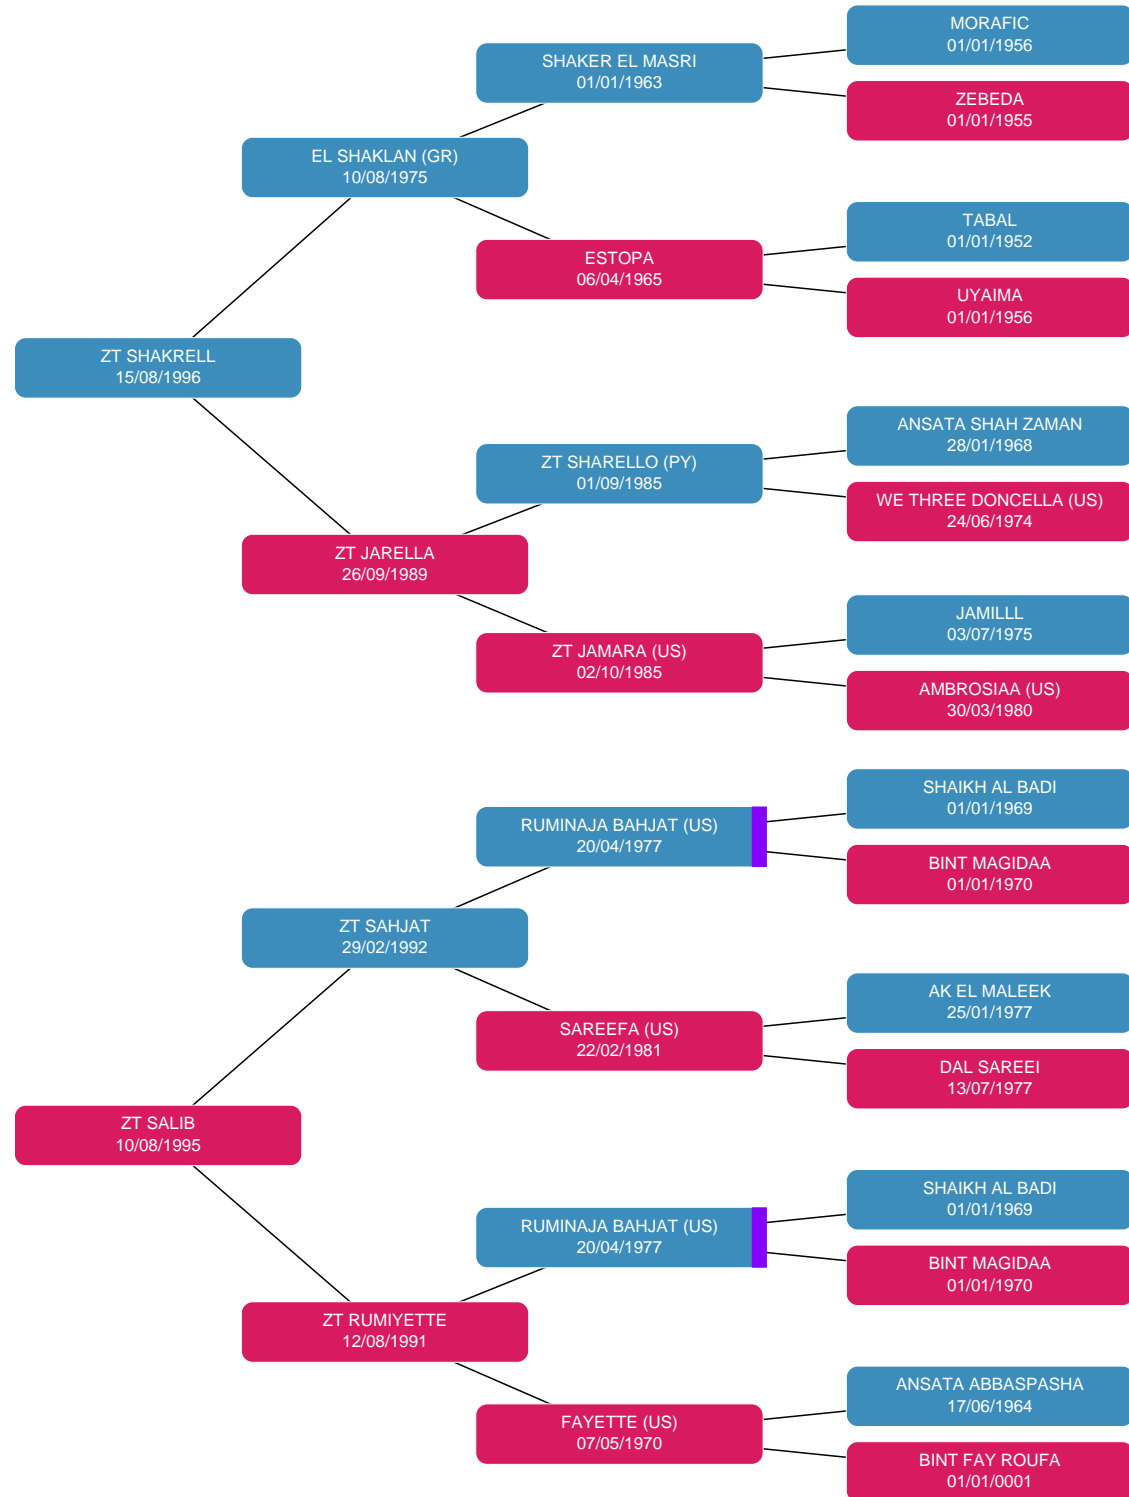 MORAFIC
01/01/1956
SHAKER EL MASRI
01/01/1963
ZEBEDA
01/01/1955
EL SHAKLAN (GR)
10/08/1975
TABAL
01/01/1952
ESTOPA
06/04/1965
UYAIMA
01/01/1956
ZT SHAKRELL
15/08/1996
ANSATA SHAH ZAMAN
28/01/1968
ZT SHARELLO (PY)
01/09/1985
WE THREE DONCELLA (US)
24/06/1974
ZT JARELLA
26/09/1989
JAMILLL
03/07/1975
ZT JAMARA (US)
02/10/1985
AMBROSIAA (US)
30/03/1980
SHAIKH AL BADI
01/01/1969
RUMINAJA BAHJAT (US)
20/04/1977
BINT MAGIDAA
01/01/1970
ZT SAHJAT
29/02/1992
AK EL MALEEK
25/01/1977
SAREEFA (US)
22/02/1981
DAL SAREEI
13/07/1977
ZT SALIB
10/08/1995
SHAIKH AL BADI
01/01/1969
RUMINAJA BAHJAT (US)
20/04/1977
BINT MAGIDAA
01/01/1970
ZT RUMIYETTE
12/08/1991
ANSATA ABBASPASHA
17/06/1964
FAYETTE (US)
07/05/1970
BINT FAY ROUFA
01/01/0001